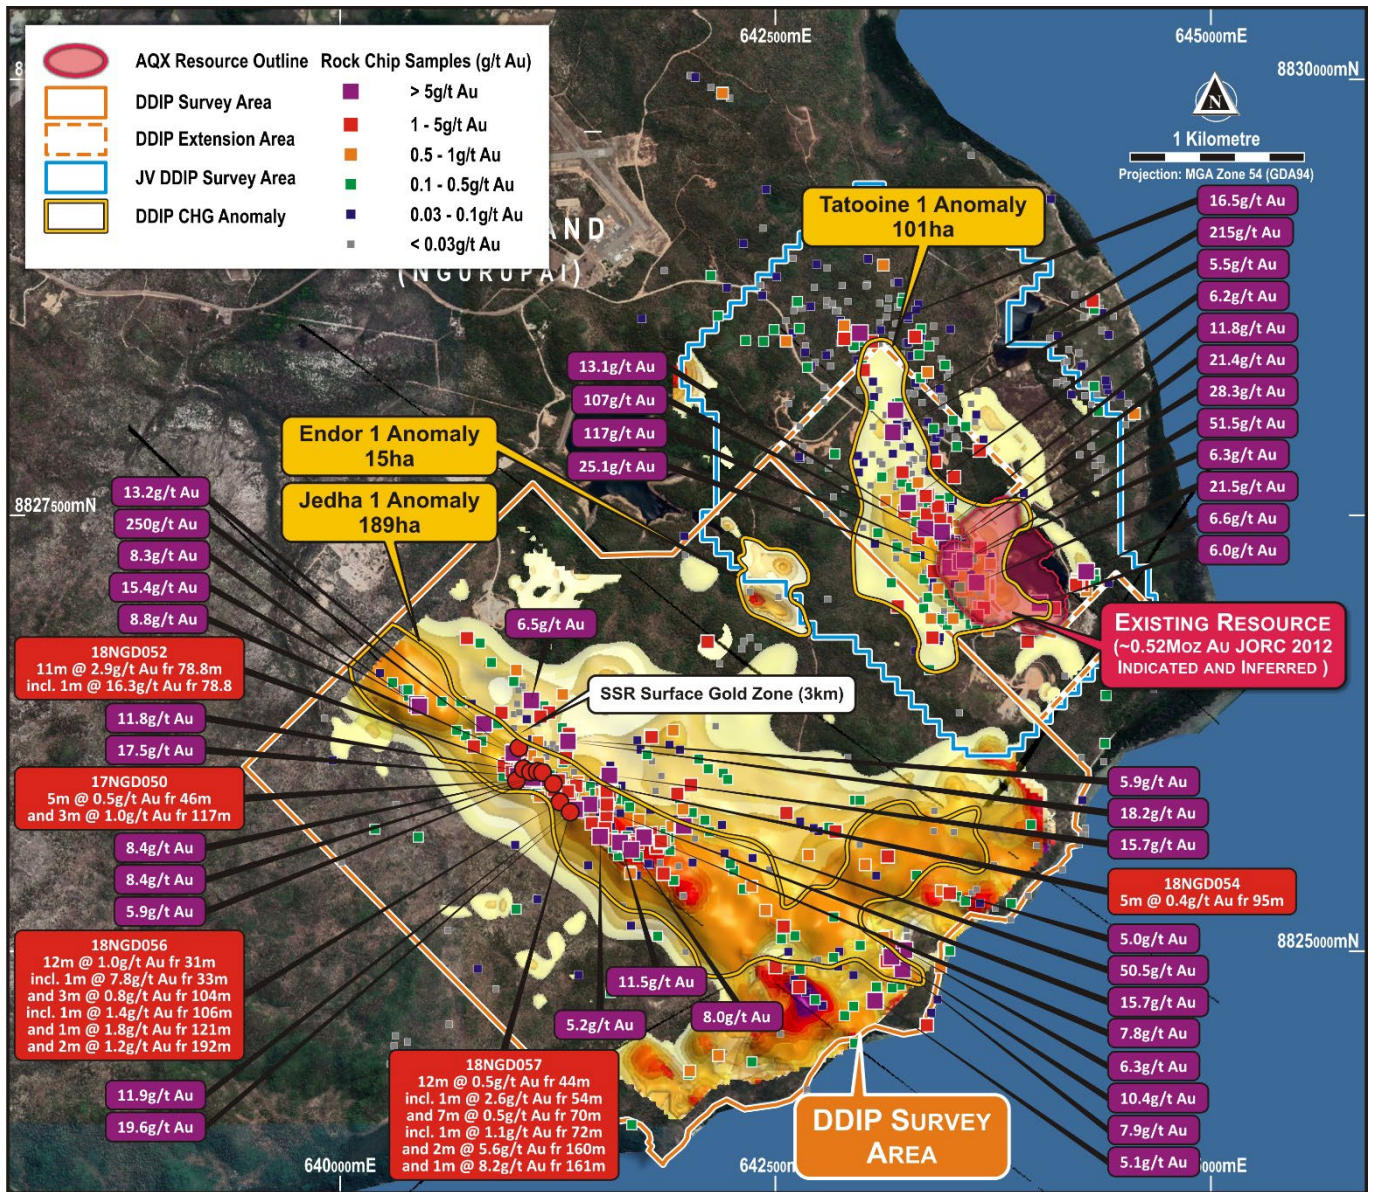 642500mE
645000mE
8830000mN
AQX Resource Outline
DDIP Survey Area
DDIP Extension Area
JV DDIP Survey Area
DDIP CHG Anomaly
Rock Chip Samples (g/t Au)
> 5g/t Au
1 - 5g/t Au
0.5 - 1g/t Au
0.1 - 0.5g/t Au
0.03 - 0.1g/t Au
< 0.03g/t Au
N
1 Kilometre
Projection: MGA Zone 54 (GDA94)
AND
(NGURUPAI)
Tatooine 1 Anomaly
101ha
16.5g/t Au
215g/t Au
5.5g/t Au
6.2g/t Au
11.8g/t Au
21.4g/t Au
28.3g/t Au
51.5g/t Au
6.3g/t Au
21.5g/t Au
6.6g/t Au
6.0g/t Au
13.1g/t Au
107g/t Au
117g/t Au
25.1g/t Au
Endor 1 Anomaly
15ha
Jedha 1 Anomaly
189ha
8827500mN
13.2g/t Au
250g/t Au
8.3g/t Au
15.4g/t Au
8.8g/t Au
18NGD052
11m @ 2.9g/t Au fr 78.8m
incl. 1m @ 16.3g/t Au fr 78.8
11.8g/t Au
17.5g/t Au
17NGD050
5m @ 0.5g/t Au fr 46m
and 3m @ 1.0g/t Au fr 117m
8.4g/t Au
8.4g/t Au
5.9g/t Au
18NGD056
12m @ 1.0g/t Au fr 31m
incl. 1m @ 7.8g/t Au fr 33m
and 3m @ 0.8g/t Au fr 104m
incl. 1m @ 1.4g/t Au fr 106m
and 1m @ 1.8g/t Au fr 121m
and 2m @ 1.2g/t Au fr 192m
11.9g/t Au
19.6g/t Au
6.5g/t Au
SSR Surface Gold Zone (3km)
EXISTING RESOURCE
(~0.52MOZ AU JORC 2012
INDICATED AND INFERRED )
5.9g/t Au
18.2g/t Au
15.7g/t Au
18NGD054
5m @ 0.4g/t Au fr 95m
5.0g/t Au
8825000mN
50.5g/t Au
15.7g/t Au
7.8g/t Au
6.3g/t Au
10.4g/t Au
7.9g/t Au
5.1g/t Au
11.5g/t Au
5.2g/t Au
8.0g/t Au
18NGD057
12m @ 0.5g/t Au fr 44m
incl. 1m @ 2.6g/t Au fr 54m
and 7m @ 0.5g/t Au fr 70m
incl. 1m @ 1.1g/t Au fr 72m
and 2m @ 5.6g/t Au fr 160m
and 1m @ 8.2g/t Au fr 161m
DDIP SURVEY
AREA
640000mE
642500mE
000mE